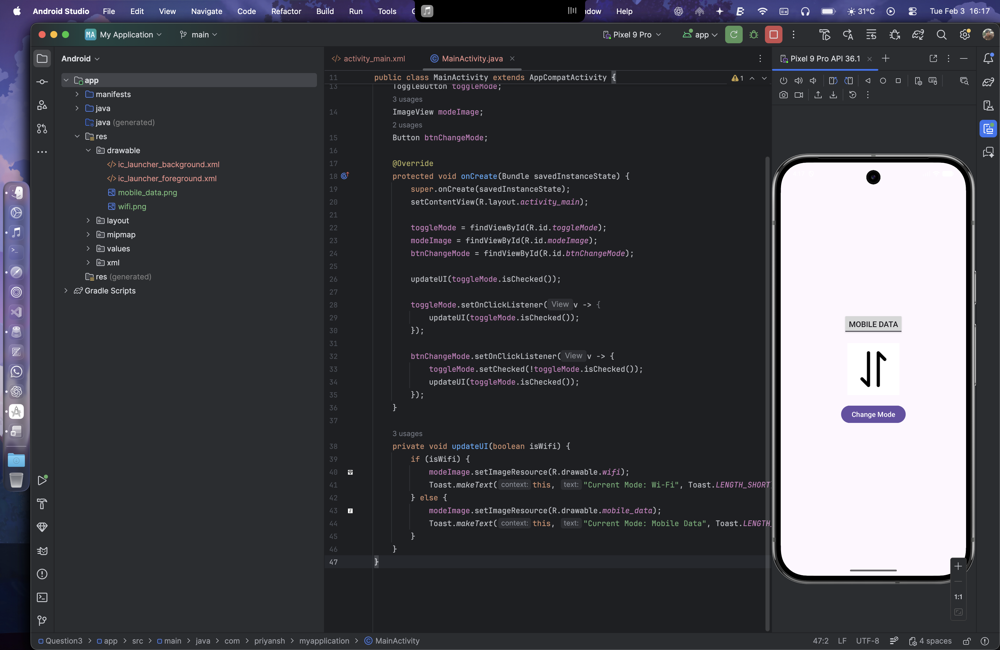 Android Studio File Edit View Navigate Code Refactor Build Run Tools dow Help 31°C Tue Feb 3 16:17
MA My Application main Pixel 9 Pro app
Android
app
manifests
java
java (generated)
res
drawable
ic_launcher_background.xml
ic_launcher_foreground.xml
mobile_data.png
wifi.png
layout
mipmap
values
xml
res (generated)
Gradle Scripts
activity_main.xml MainActivity.java
11 public class MainActivity extends AppCompatActivity { 1
13 ToggleButton toggleMode;
3 usages
14 ImageView modeImage;
2 usages
15 Button btnChangeMode;
16
17 @Override
18 protected void onCreate(Bundle savedInstanceState) {
19 super.onCreate(savedInstanceState);
20 setContentView(R.layout.activity_main);
21
22 toggleMode = findViewById(R.id.toggleMode);
23 modeImage = findViewById(R.id.modeImage);
24 btnChangeMode = findViewById(R.id.btnChangeMode);
25
26 updateUI(toggleMode.isChecked());
27
28 toggleMode.setOnClickListener( View v -> {
29 updateUI(toggleMode.isChecked());
30 });
31
32 btnChangeMode.setOnClickListener( View v -> {
33 toggleMode.setChecked(!toggleMode.isChecked());
34 updateUI(toggleMode.isChecked());
35 });
36 }
37
3 usages
38 private void updateUI(boolean isWifi) {
39 if (isWifi) {
40 modeImage.setImageResource(R.drawable.wifi);
41 Toast.makeText( context: this, text: "Current Mode: Wi-Fi", Toast.LENGTH_SHORT
42 } else {
43 modeImage.setImageResource(R.drawable.mobile_data);
44 Toast.makeText( context: this, text: "Current Mode: Mobile Data", Toast.LENGTH_
45 }
46 }
47 }
Pixel 9 Pro API 36.1
MOBILE DATA
Change Mode
1:1
Question3 > app > src > main > java > com > priyansh > myapplication > MainActivity 47:2 LF UTF-8 4 spaces